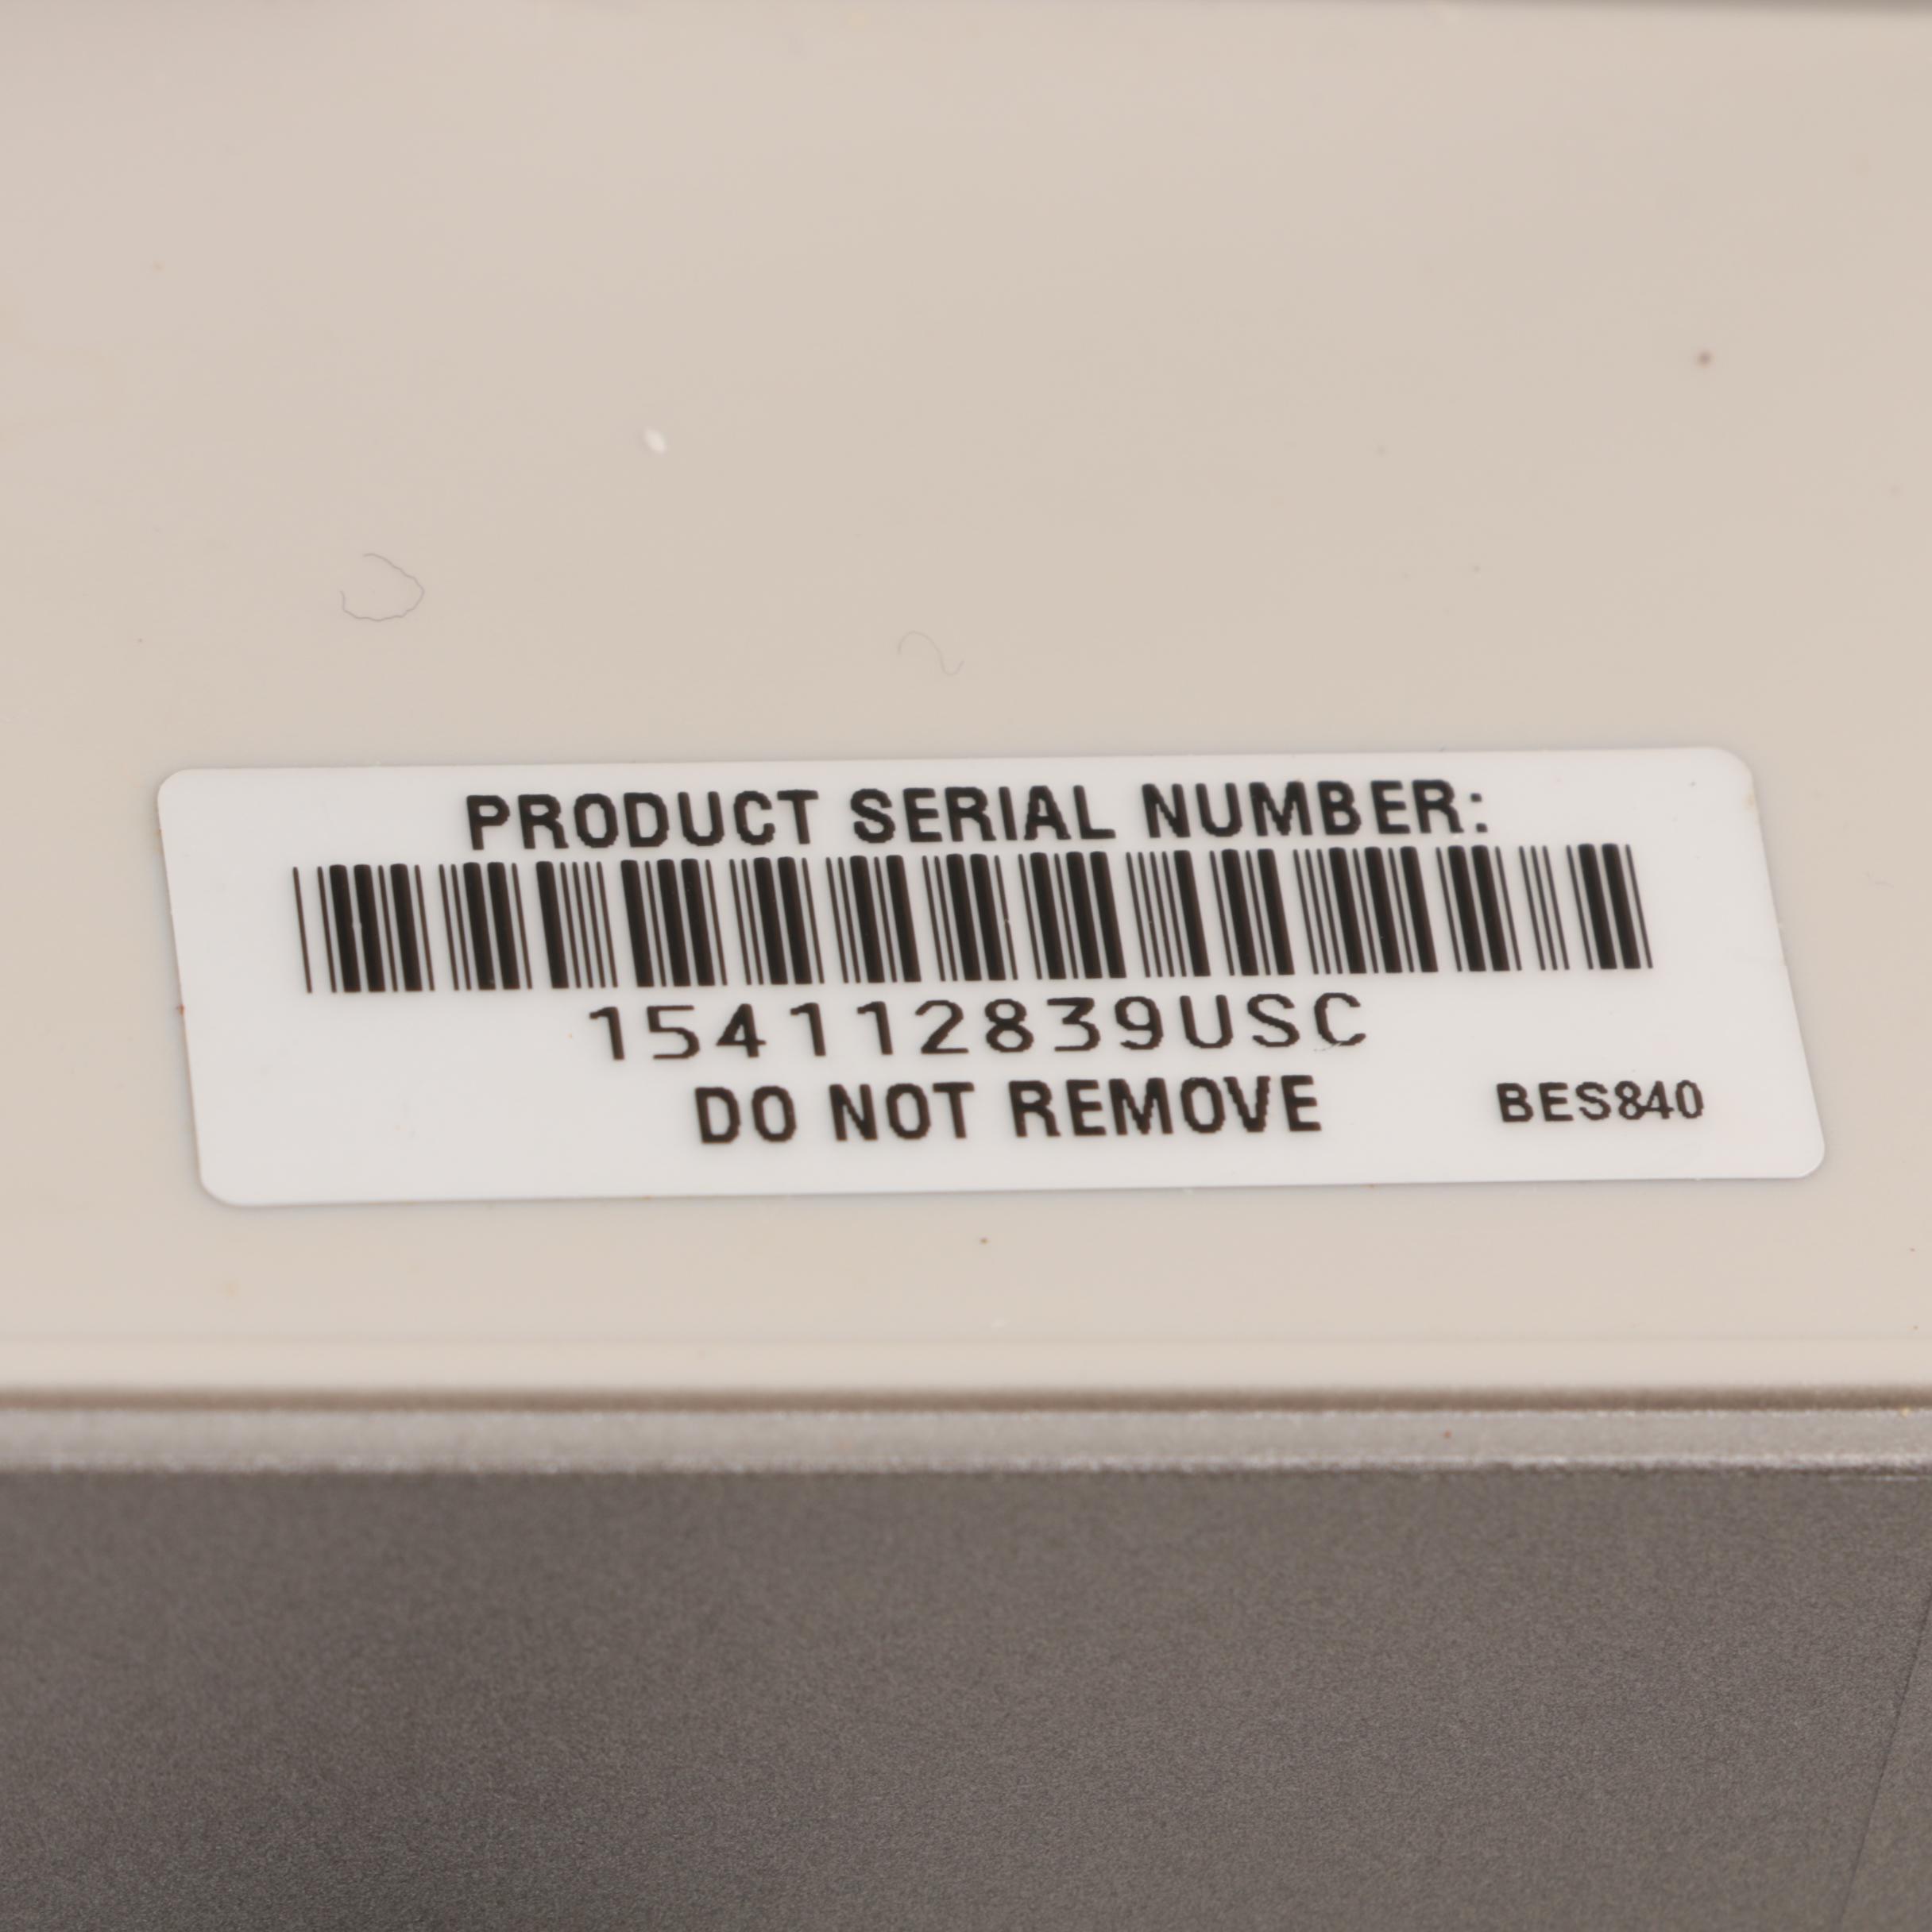 PRODUCT SERIAL NUMBER:
154112839USC
DO NOT REMOVE
BES840